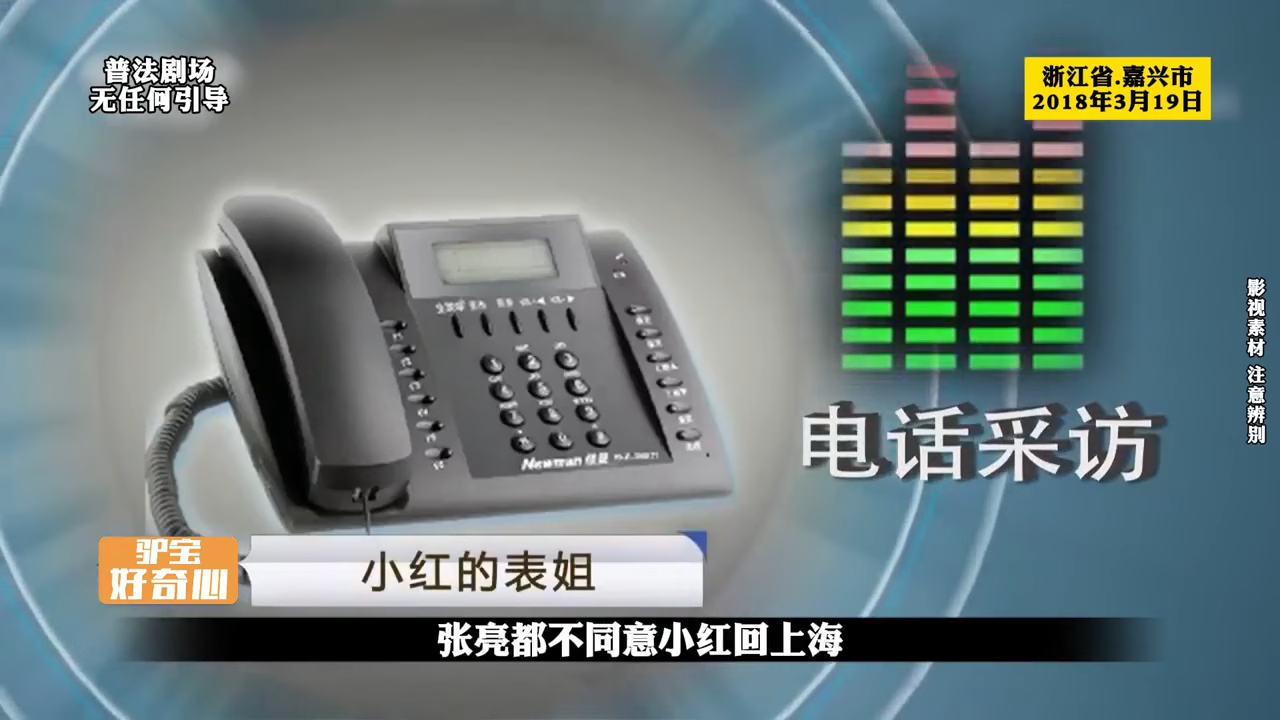 普法剧场
无任何引导
浙江省.嘉兴市
2018年3月19日
影视素材 注意辨别
电话采访
Newman
驴宝
好奇心
小红的表姐
张亮都不同意小红回上海